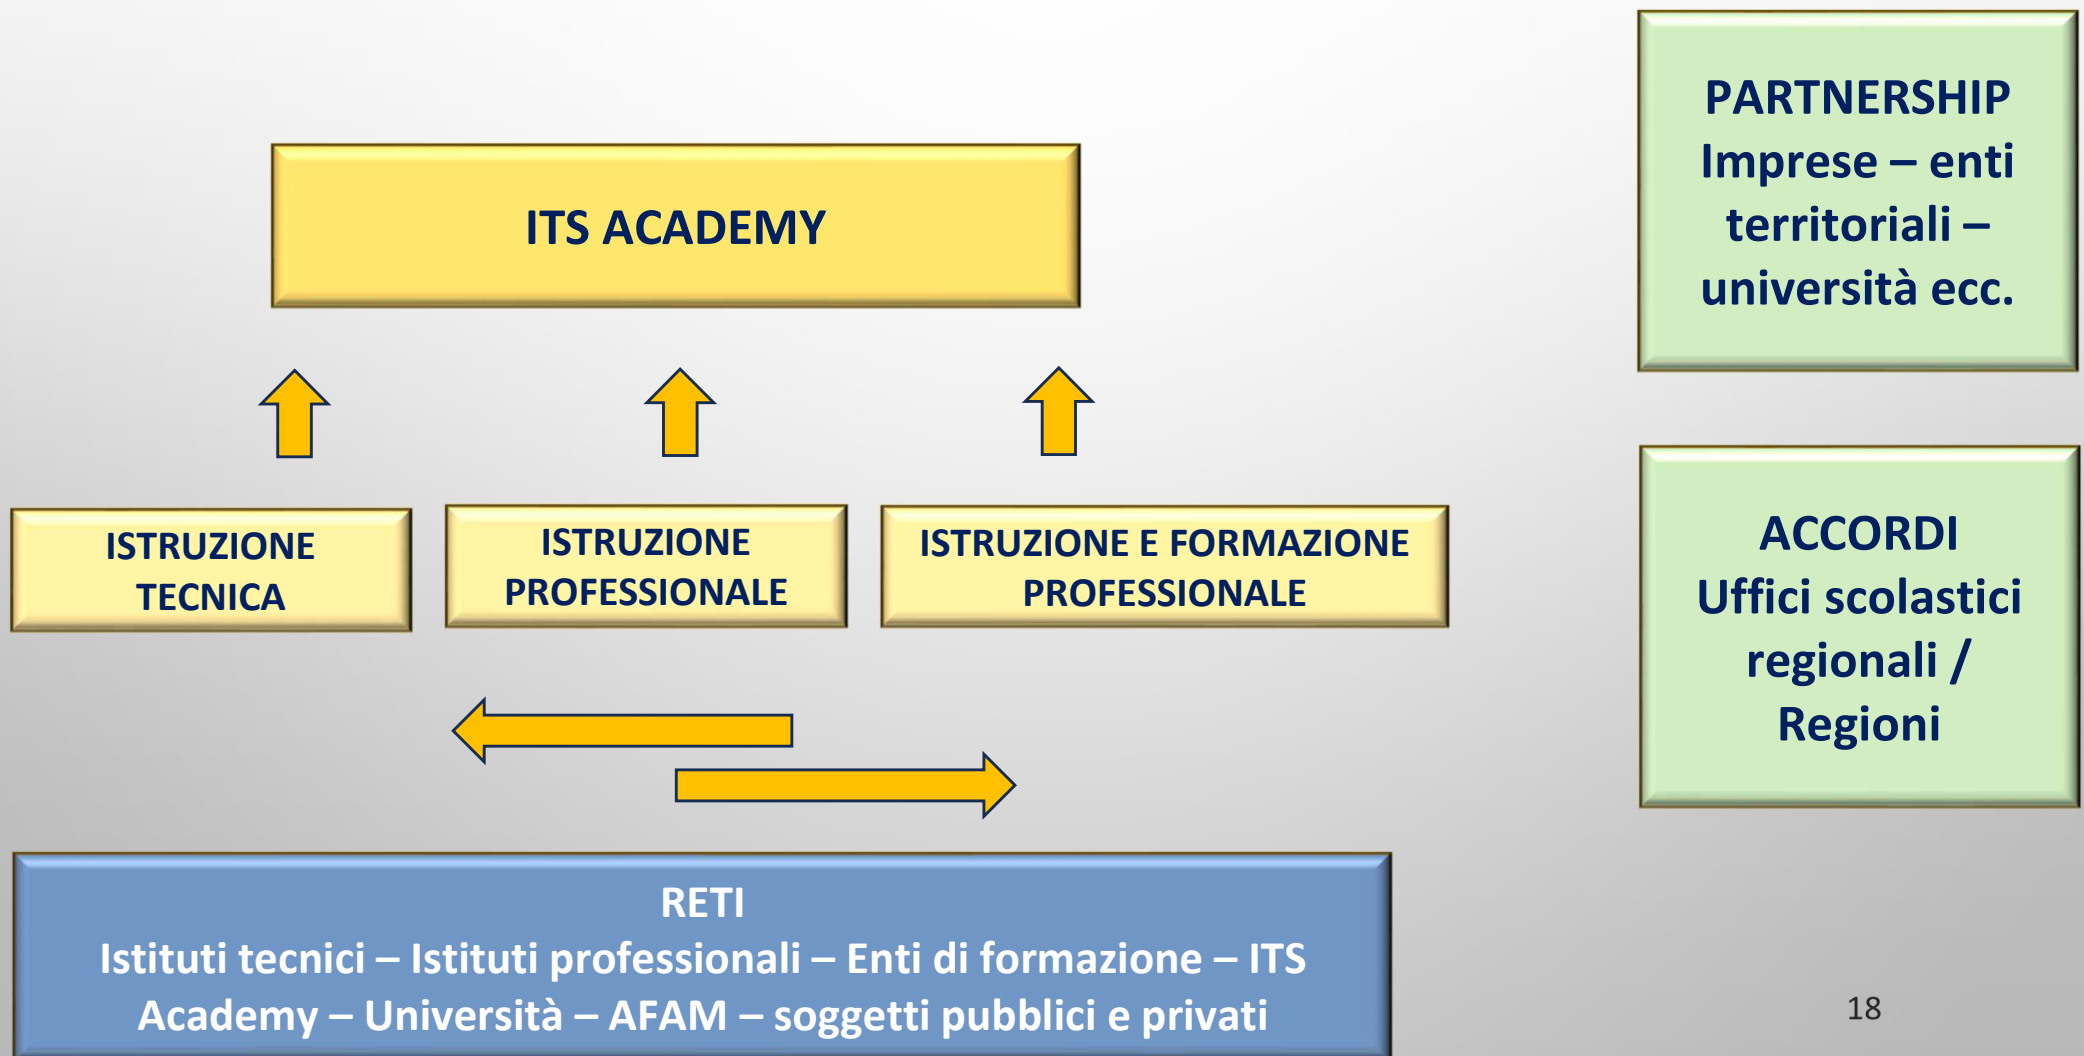 ITS ACADEMY
ISTRUZIONE
TECNICA
ISTRUZIONE
PROFESSIONALE
ISTRUZIONE E FORMAZIONE
PROFESSIONALE
RETI
Istituti tecnici – Istituti professionali – Enti di formazione – ITS
Academy – Università – AFAM – soggetti pubblici e privati
PARTNERSHIP
Imprese – enti
territoriali –
università ecc.
ACCORDI
Uffici scolastici
regionali /
Regioni
18